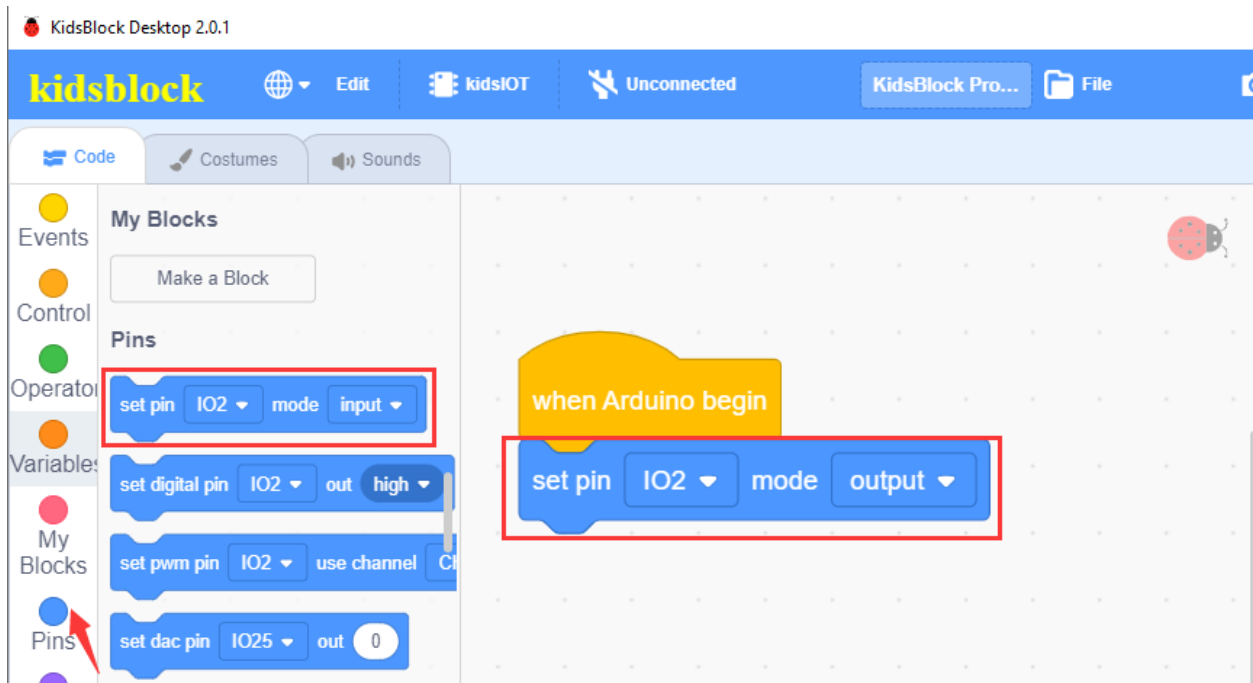 KidsBlock Desktop 2.0.1
kidsblock Edit kidsIOT Unconnected KidsBlock Pro... File
Code Costumes Sounds
Events
Control
Operator
Variables
My
Blocks
Pins
My Blocks
Make a Block
Pins
set pin IO2 mode input
set digital pin IO2 out high
set pwm pin IO2 use channel
set dac pin IO25 out 0
when Arduino begin
set pin IO2 mode output